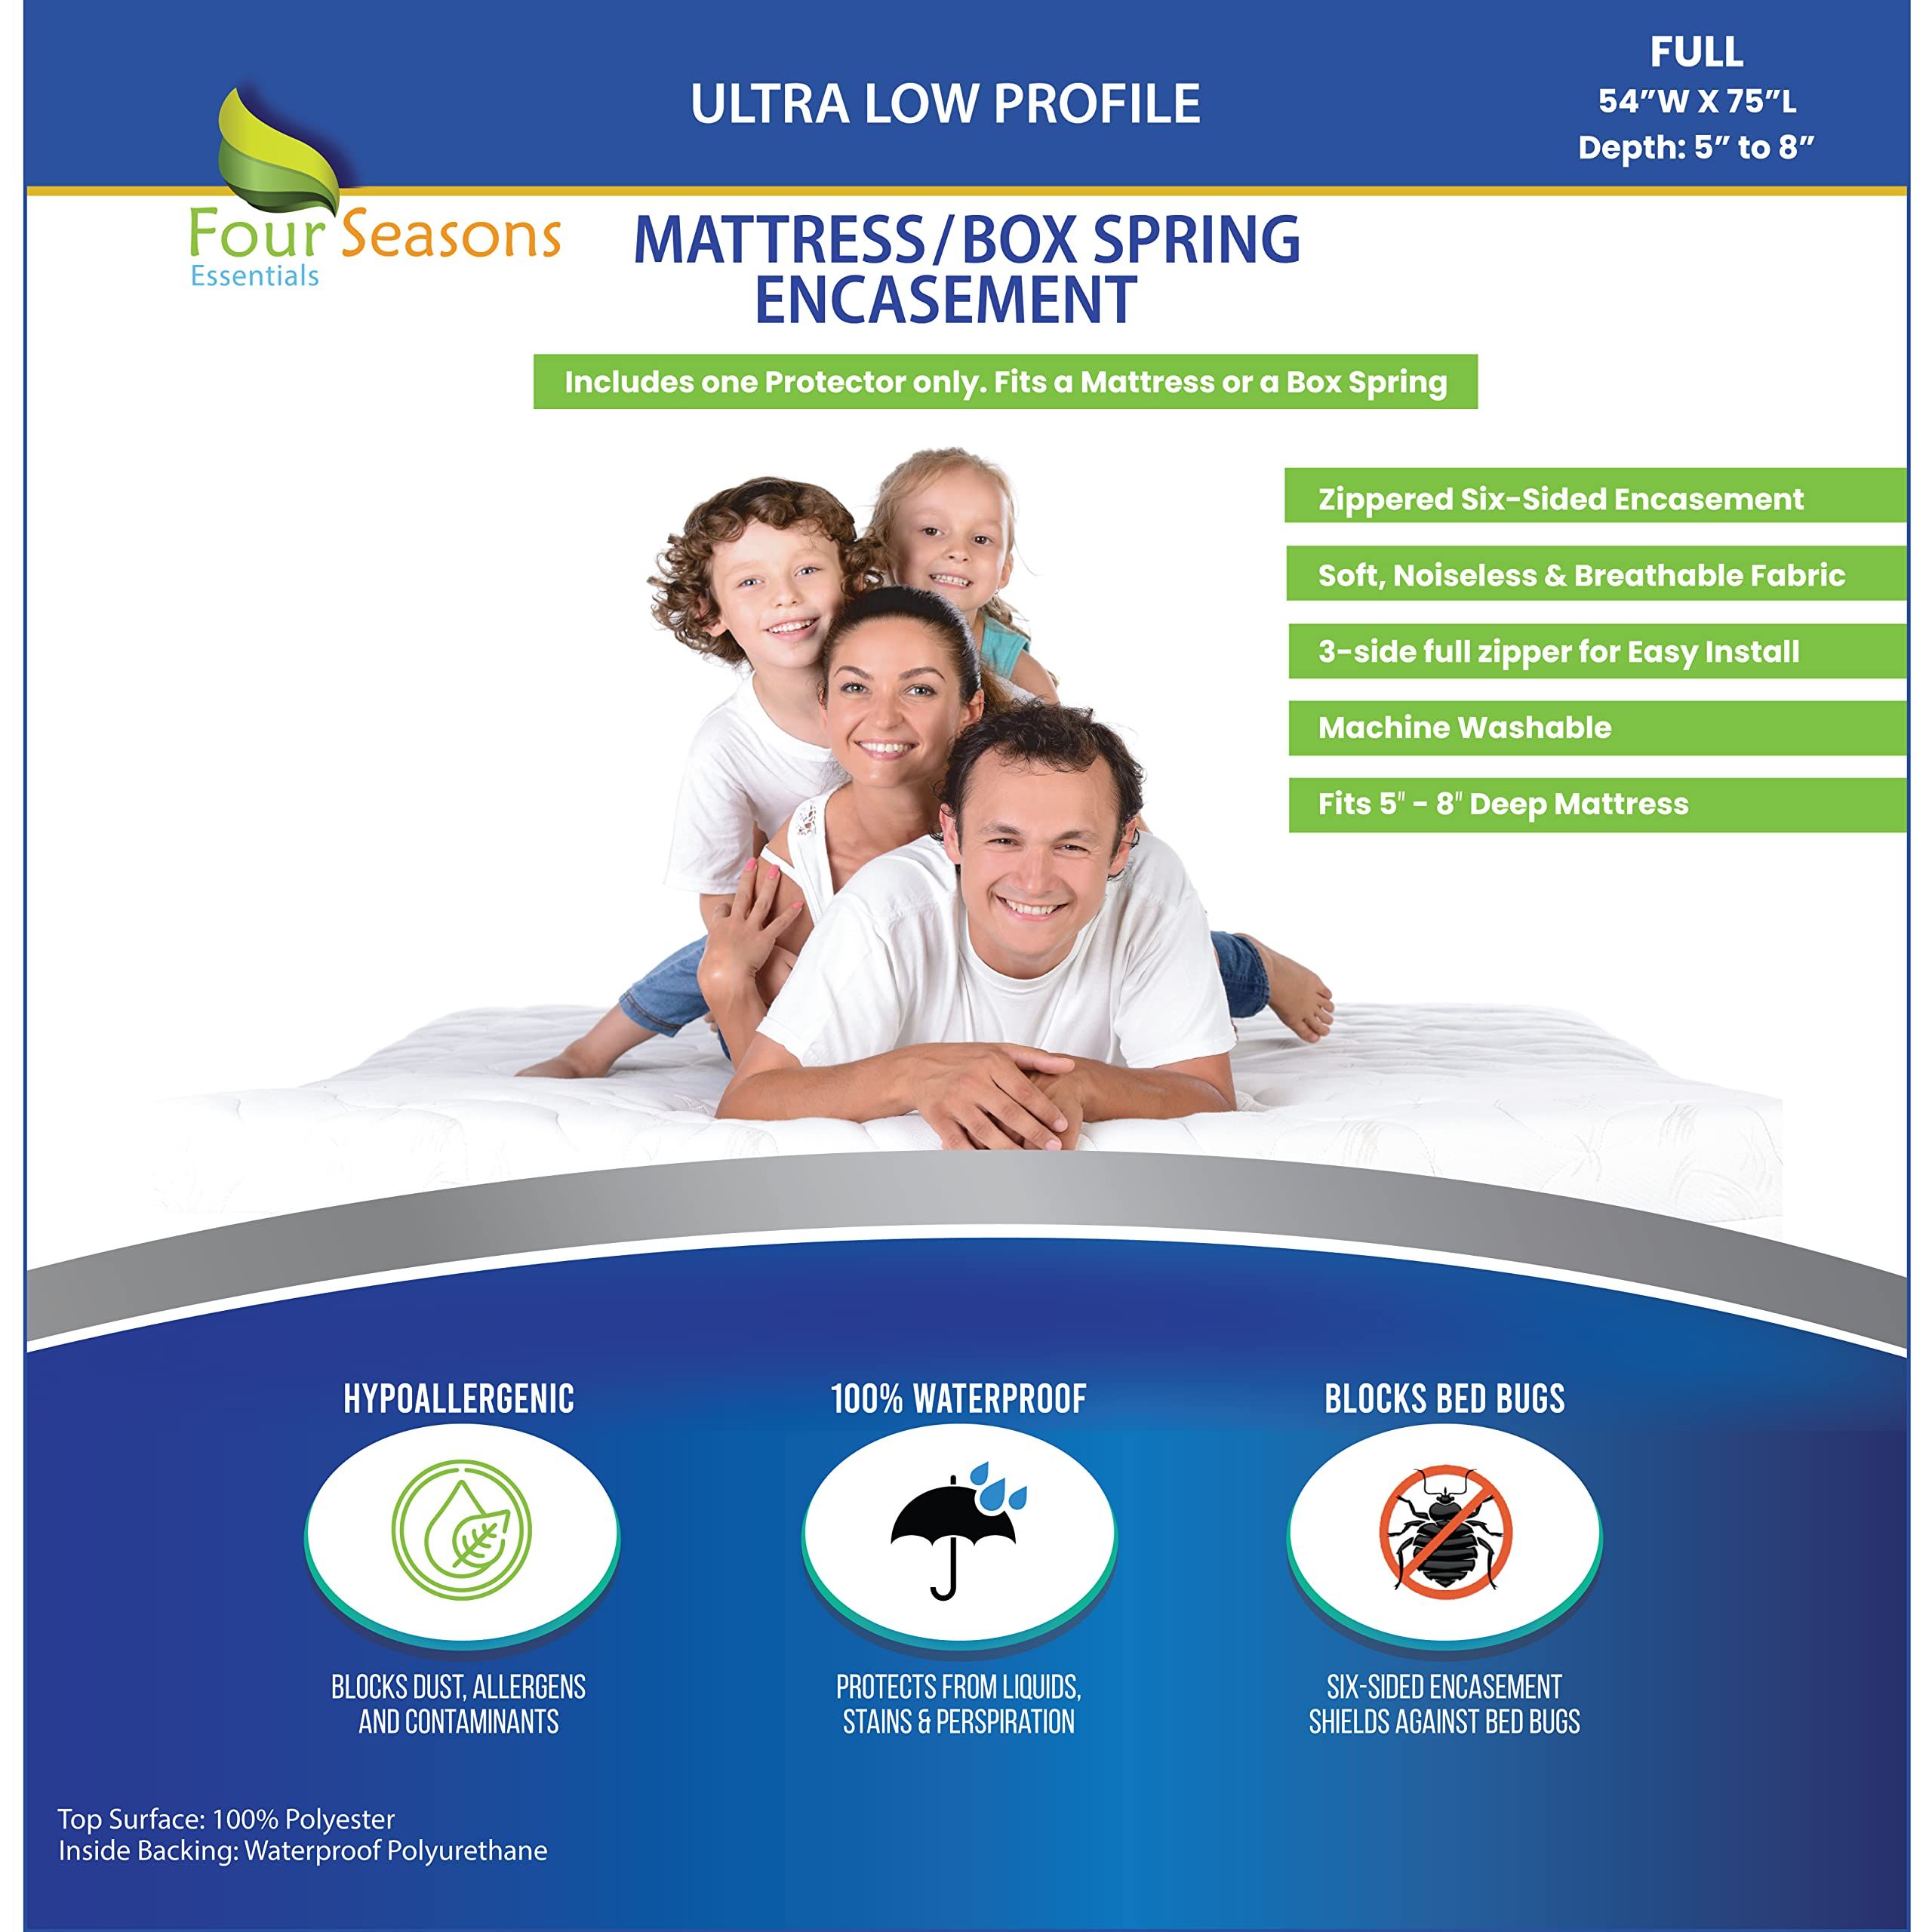 FULL
54”W X 75”L
Depth: 5” to 8”
ULTRA LOW PROFILE
Four Seasons
Essentials
MATTRESS/BOX SPRING
ENCASEMENT
Includes one Protector only. Fits a Mattress or a Box Spring
Zippered Six-Sided Encasement
Soft, Noiseless & Breathable Fabric
3-side full zipper for Easy Install
Machine Washable
Fits 5" - 8" Deep Mattress
HYPOALLERGENIC
BLOCKS DUST, ALLERGENS
AND CONTAMINANTS
100% WATERPROOF
PROTECTS FROM LIQUIDS,
STAINS & PERSPIRATION
BLOCKS BED BUGS
SIX-SIDED ENCASEMENT
SHIELDS AGAINST BED BUGS
Top Surface: 100% Polyester
Inside Backing: Waterproof Polyurethane